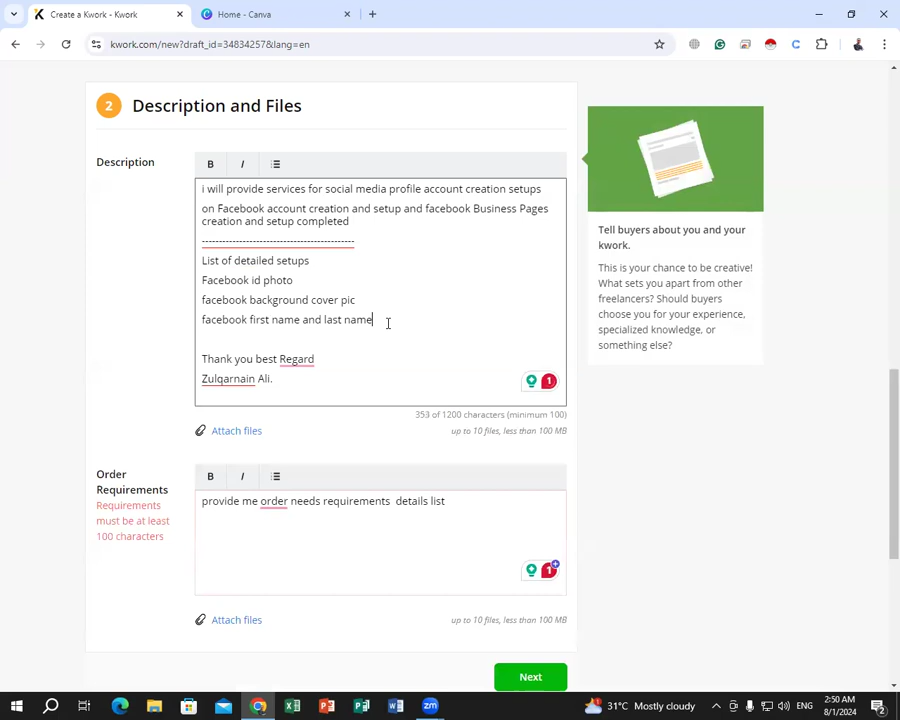 Create a Kwork - Kwork
Home - Canva
kwork.com/new?draft_id=34834257&lang=en
2 Description and Files
Description
B I
i will provide services for social media profile account creation setups
on Facebook account creation and setup and facebook Business Pages
creation and setup completed
--------------------------------------------
List of detailed setups
Facebook id photo
facebook background cover pic
facebook first name and last name
Thank you best Regard
Zulqarnain Ali.
1
353 of 1200 characters (minimum 100)
Attach files
up to 10 files, less than 100 MB
Tell buyers about you and your
kwork.
This is your chance to be creative!
What sets you apart from other
freelancers? Should buyers
choose you for your experience,
specialized knowledge, or
something else?
Order
Requirements
Requirements
must be at least
100 characters
B I
provide me order needs requirements  details list
1
Attach files
up to 10 files, less than 100 MB
Next
31°C Mostly cloudy
ENG
2:50 AM
8/1/2024
2